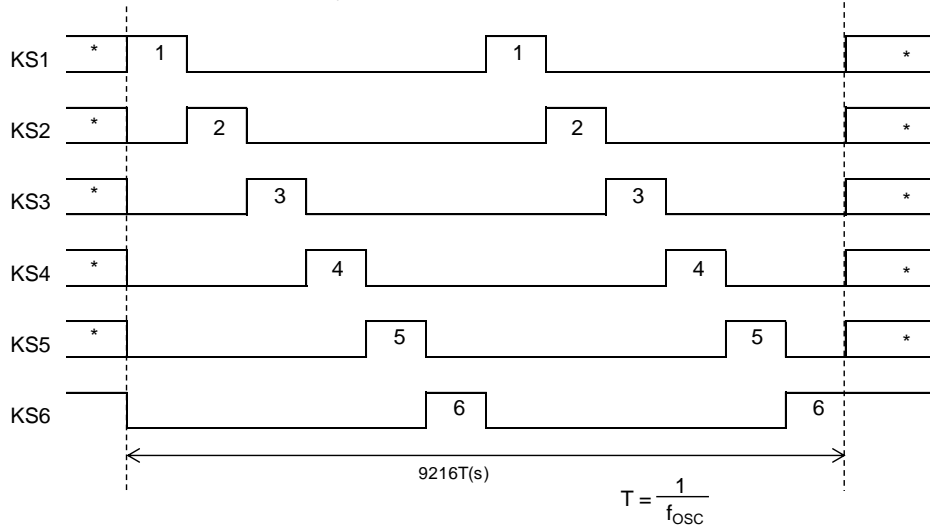 KS1 * 1 1 *
KS2 * 2 2 *
KS3 * 3 3 *
KS4 * 4 4 *
KS5 * 5 5 *
KS6 6 6
9216T(s)
T = 1 / fOSC